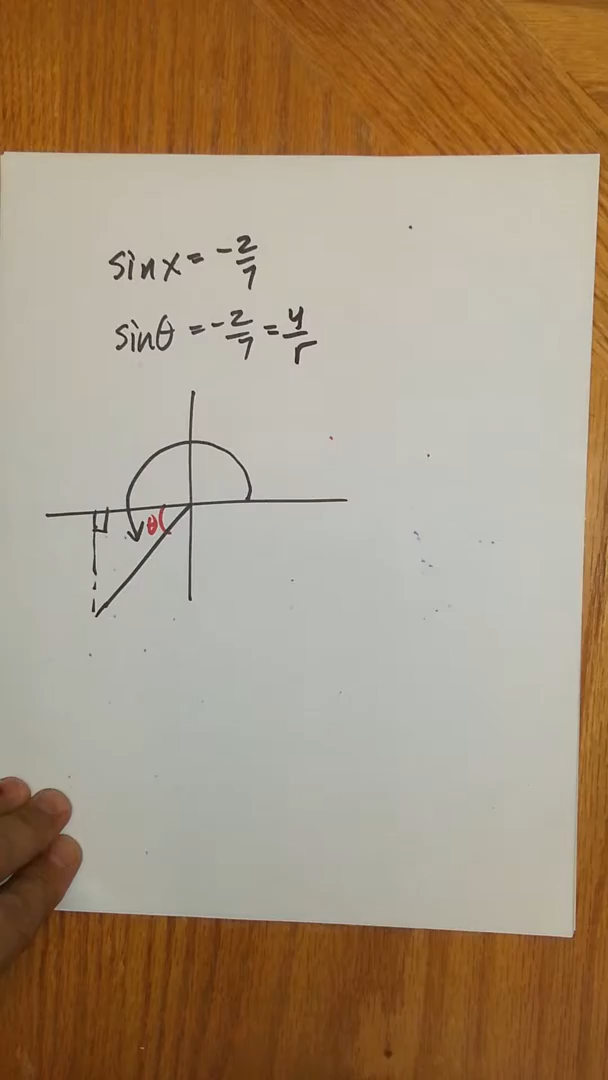 sin x = -2/7
sin θ = -2/7 = y/r
θ